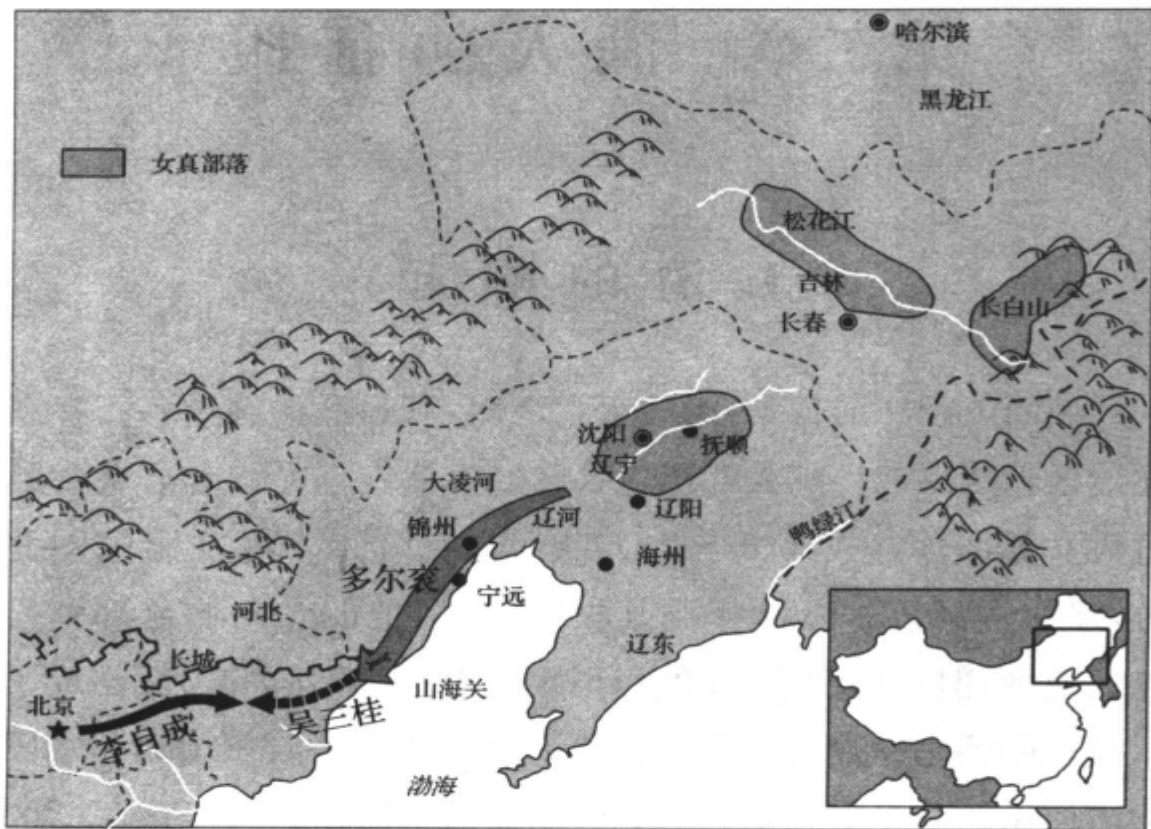 哈尔滨
黑龙江
女真部落
松花江
吉林
长白山
长春
沈阳
抚顺
辽宁
大凌河
辽河
辽阳
锦州
鸭绿江
海州
多尔衮
宁远
河北
辽东
长城
山海关
北京
李自成
吴三桂
渤海